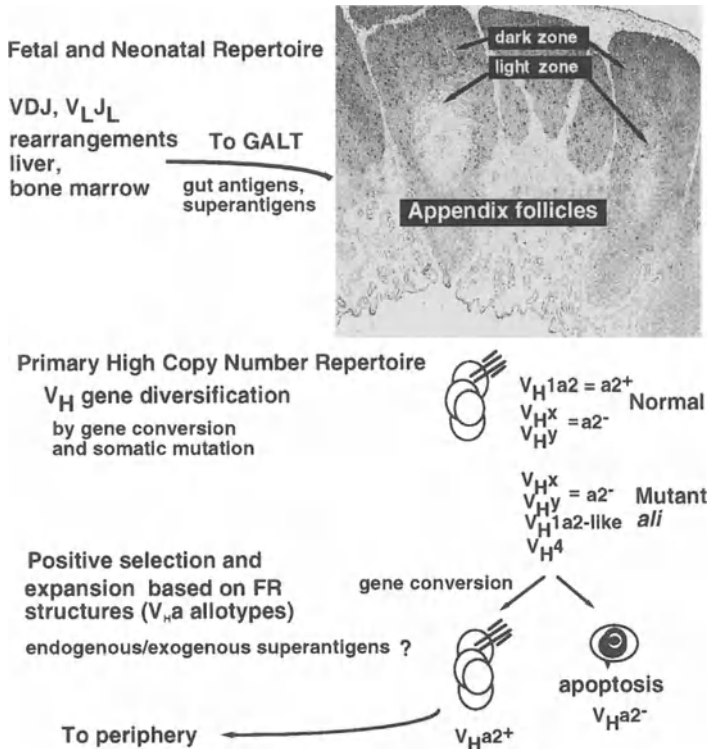 Fetal and Neonatal Repertoire
VDJ, VLJL
rearrangements
liver,
bone marrow
To GALT
gut antigens,
superantigens
dark zone
light zone
Appendix follicles
Primary High Copy Number Repertoire
VH gene diversification
by gene conversion
and somatic mutation
VH1a2 = a2+
VHx
VHy = a2-
Normal
VHx
VHy = a2-
VH1a2-like
VH4
Mutant
ali
Positive selection and
expansion based on FR
structures (VHa allotypes)
endogenous/exogenous superantigens ?
gene conversion
apoptosis
VHa2-
VHa2+
To periphery